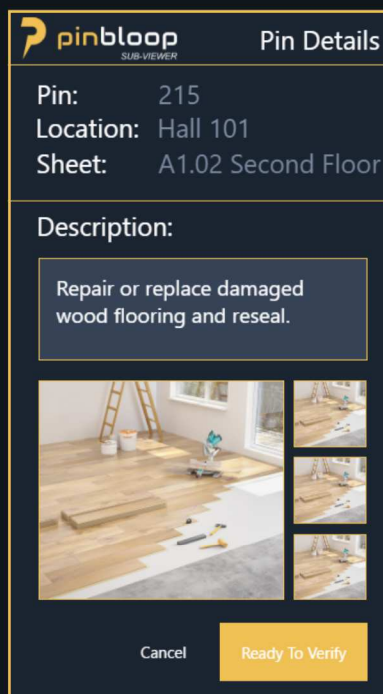 pinbloop
SUB-VIEWER
Pin Details
Pin: 215
Location: Hall 101
Sheet: A1.02 Second Floor
Description:
Repair or replace damaged
wood flooring and reseal.
Cancel
Ready To Verify